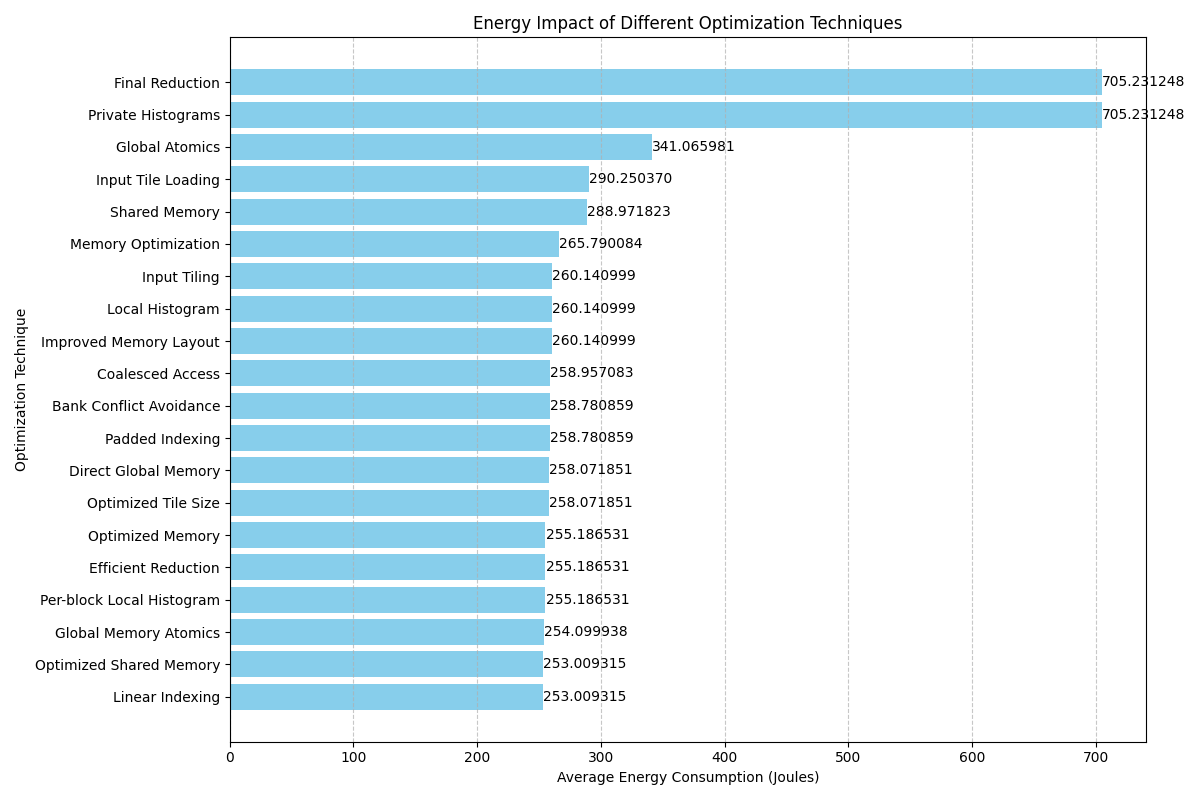 Energy Impact of Different Optimization Techniques
Optimization Technique
Final Reduction 705.231248
Private Histograms 705.231248
Global Atomics 341.065981
Input Tile Loading 290.250370
Shared Memory 288.971823
Memory Optimization 265.790084
Input Tiling 260.140999
Local Histogram 260.140999
Improved Memory Layout 260.140999
Coalesced Access 258.957083
Bank Conflict Avoidance 258.780859
Padded Indexing 258.780859
Direct Global Memory 258.071851
Optimized Tile Size 258.071851
Optimized Memory 255.186531
Efficient Reduction 255.186531
Per-block Local Histogram 255.186531
Global Memory Atomics 254.099938
Optimized Shared Memory 253.009315
Linear Indexing 253.009315
0 100 200 300 400 500 600 700
Average Energy Consumption (Joules)